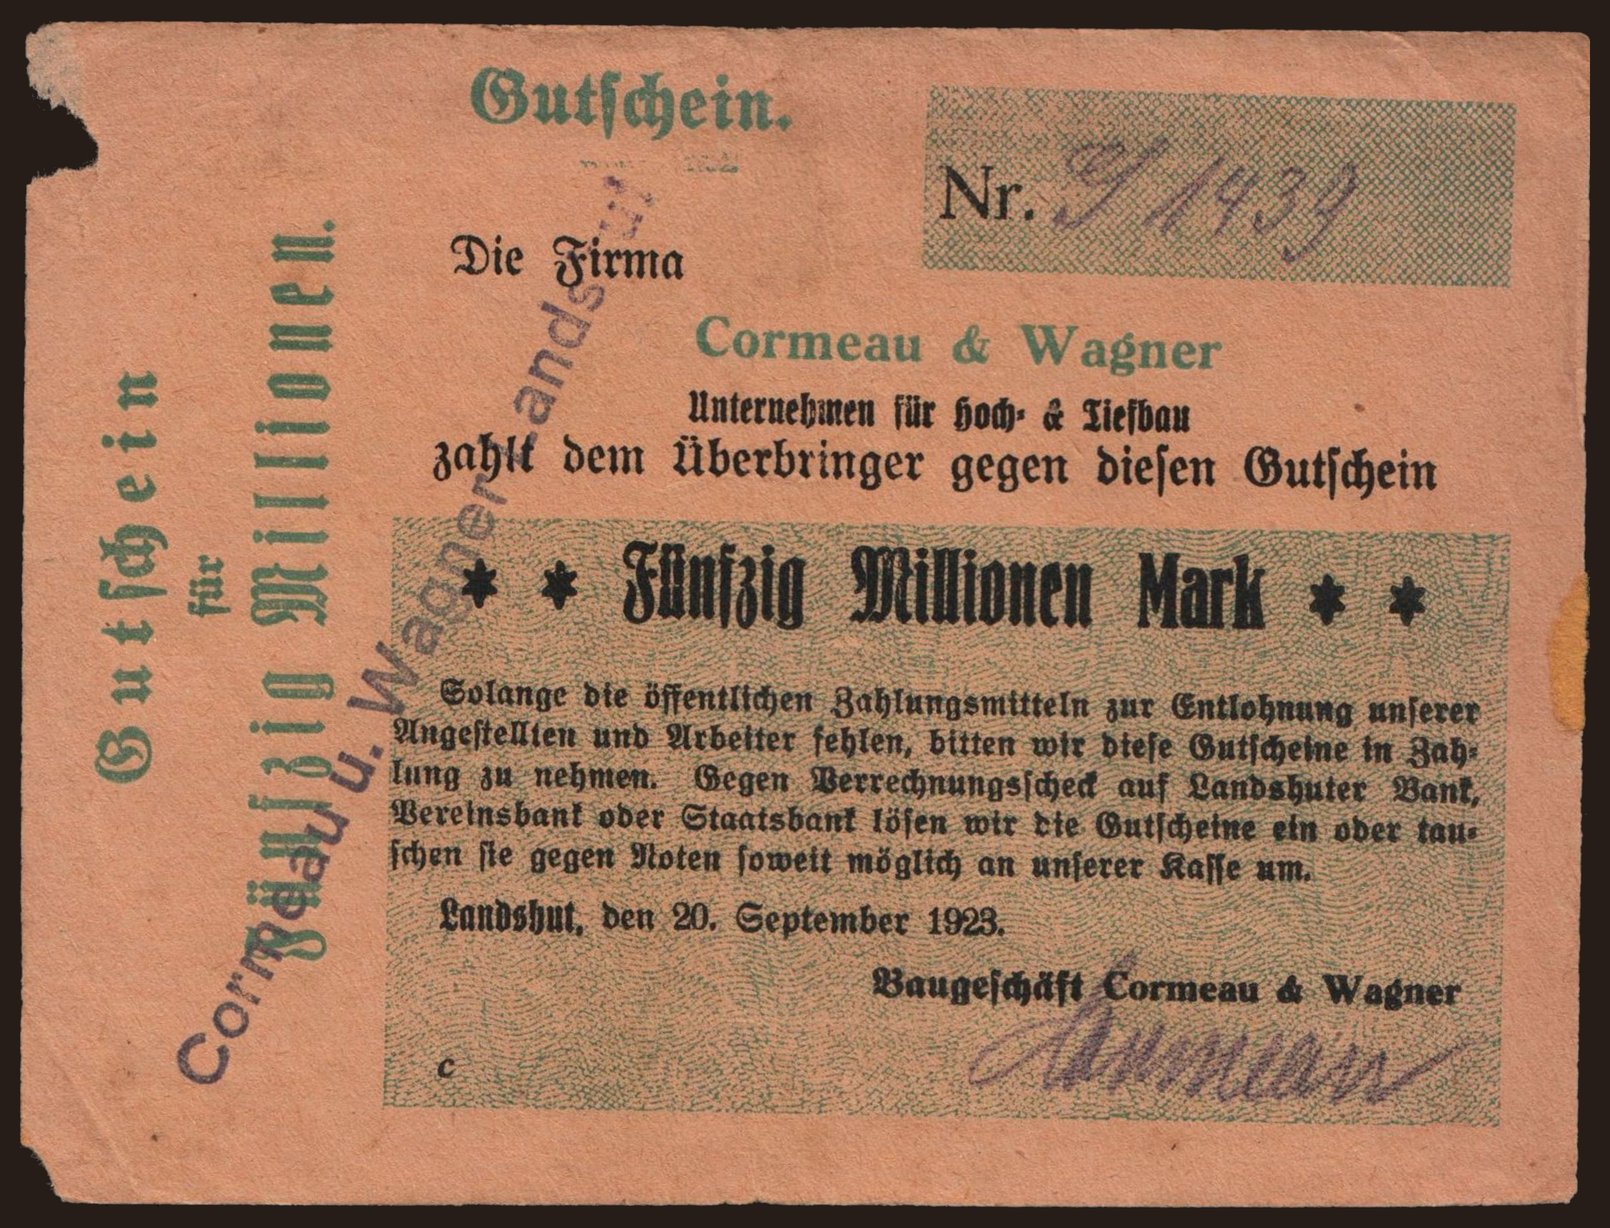 Gutschein
für
Fünfzig Millionen.
Gutschein.
Nr. 1439
Die Firma
Cormeau & Wagner
Unternehmen für Hoch- & Tiefbau
zahlt dem Überbringer gegen diesen Gutschein
* * Fünfzig Millionen Mark * *
Solange die öffentlichen Zahlungsmitteln zur Entlohnung unserer
Angestellten und Arbeiter fehlen, bitten wir diese Gutscheine in Zah-
lung zu nehmen. Gegen Verrechnungsscheck auf Landshuter Bank,
Vereinsbank oder Staatsbank lösen wir die Gutscheine ein oder tau-
schen sie gegen Noten soweit möglich an unserer Kasse um.
Landshut, den 20. September 1923.
Baugeschäft Cormeau & Wagner
Cormeau
C
Cormeau u. Wagner Landshut